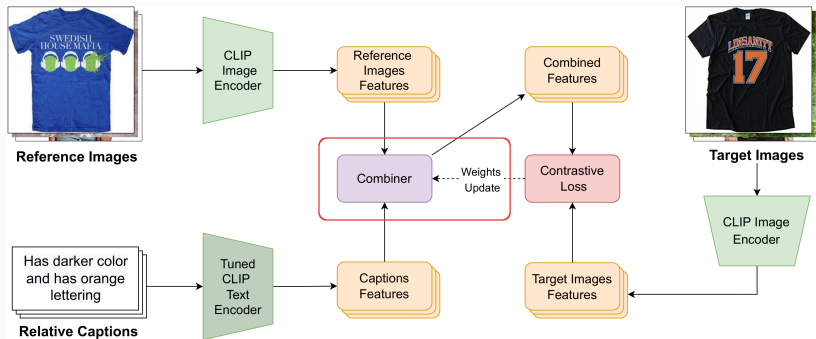 SWEDISH
HOUSE MAFIA
Reference Images
CLIP
Image
Encoder
Reference
Images
Features
Combined
Features
LINSANITY
17
Target Images
Combiner
Weights
Update
Contrastive
Loss
CLIP Image
Encoder
Has darker color
and has orange
lettering
Relative Captions
Tuned
CLIP
Text
Encoder
Captions
Features
Target Images
Features